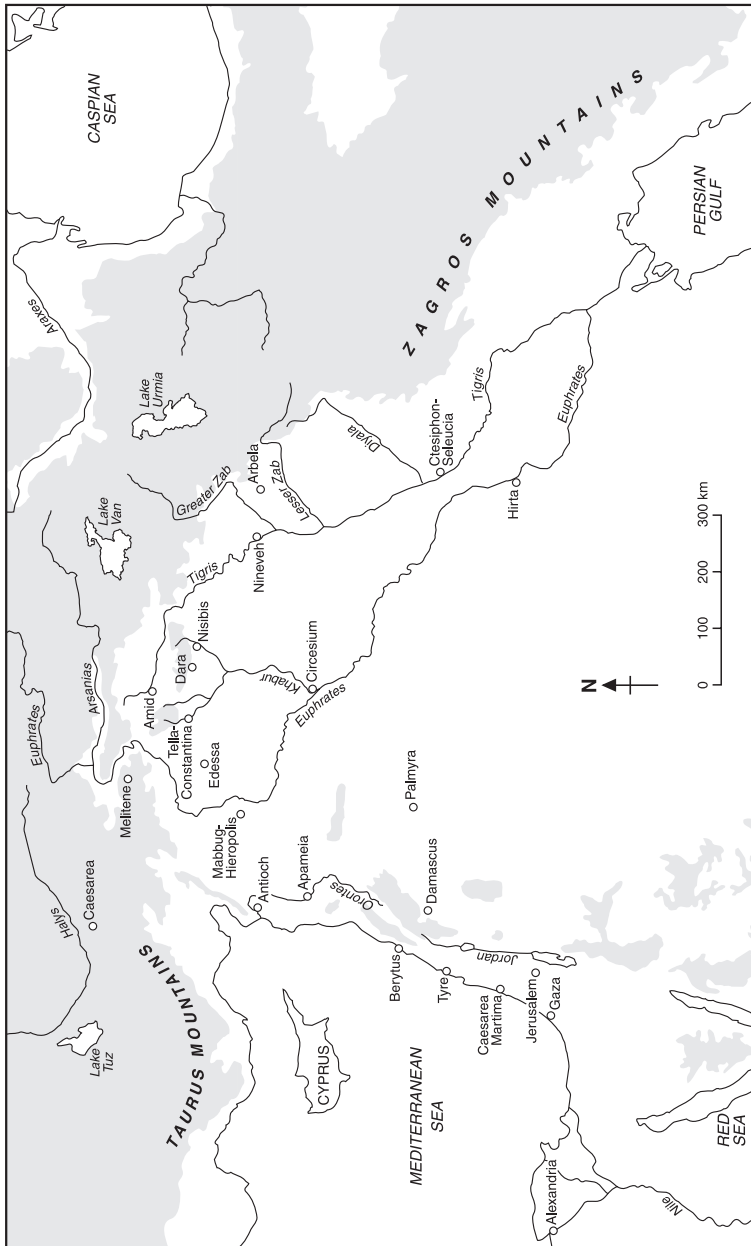 CASPIAN
SEA
Araxes
Lake
Urmia
Lake
Van
Euphrates
Arsanias
Halys
Caesarea
Lake
Tuz
TAURUS MOUNTAINS
ZAGROS MOUNTAINS
Melitene
Amid
Tigris
Greater Zab
Arbela
Lesser Zab
Nineveh
Nisibis
Dara
Tella-
Constantina
Edessa
Khabur
Circesium
Euphrates
Mabbug-
Hieropolis
Antioch
Apameia
Orontes
Palmyra
Damascus
Diyala
Ctesiphon-
Seleucia
Tigris
Euphrates
Hirta
PERSIAN
GULF
CYPRUS
MEDITERRANEAN
SEA
Berytus
Tyre
Caesarea
Martima
Jordan
Jerusalem
Gaza
Alexandria
Nile
RED
SEA
N
0 100 200 300 km